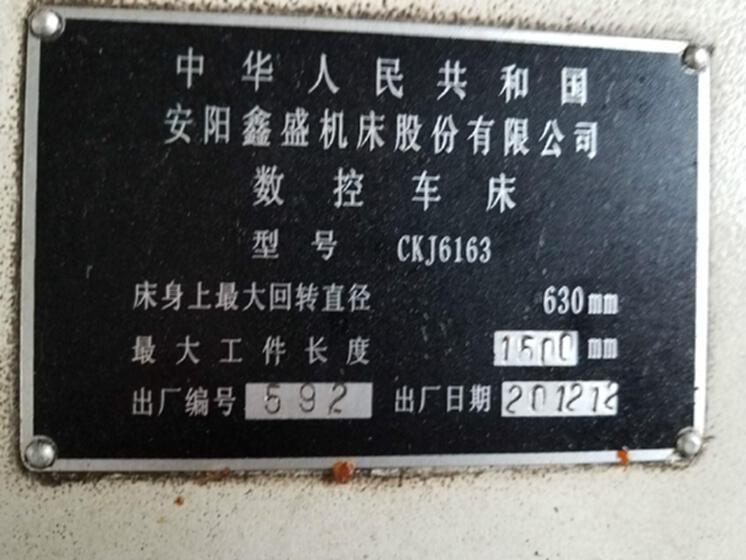 中华人民共和国
安阳鑫盛机床股份有限公司
数控车床
型号 CKJ6163
床身上最大回转直径 630mm
最大工件长度 1500mm
出厂编号 592 出厂日期 201212